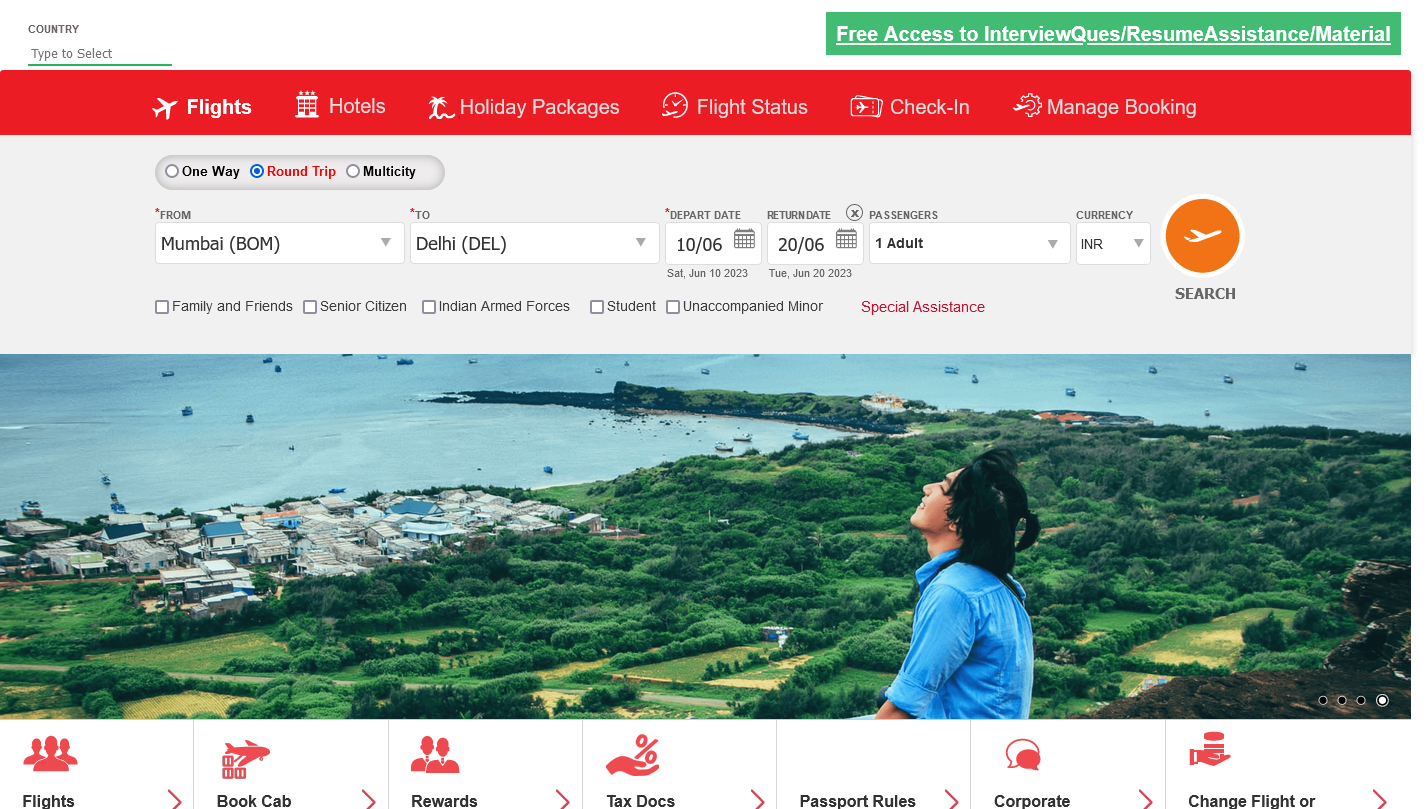 COUNTRY
Type to Select
Free Access to InterviewQues/ResumeAssistance/Material
Flights
Hotels
Holiday Packages
Flight Status
Check-In
Manage Booking
One Way
Round Trip
Multicity
*FROM
Mumbai (BOM)
*TO
Delhi (DEL)
*DEPART DATE
10/06
Sat, Jun 10 2023
RETURN DATE
20/06
Tue, Jun 20 2023
PASSENGERS
1 Adult
CURRENCY
INR
SEARCH
Family and Friends
Senior Citizen
Indian Armed Forces
Student
Unaccompanied Minor
Special Assistance
Flights
Book Cab
Rewards
Tax Docs
Passport Rules
Corporate
Change Flight or